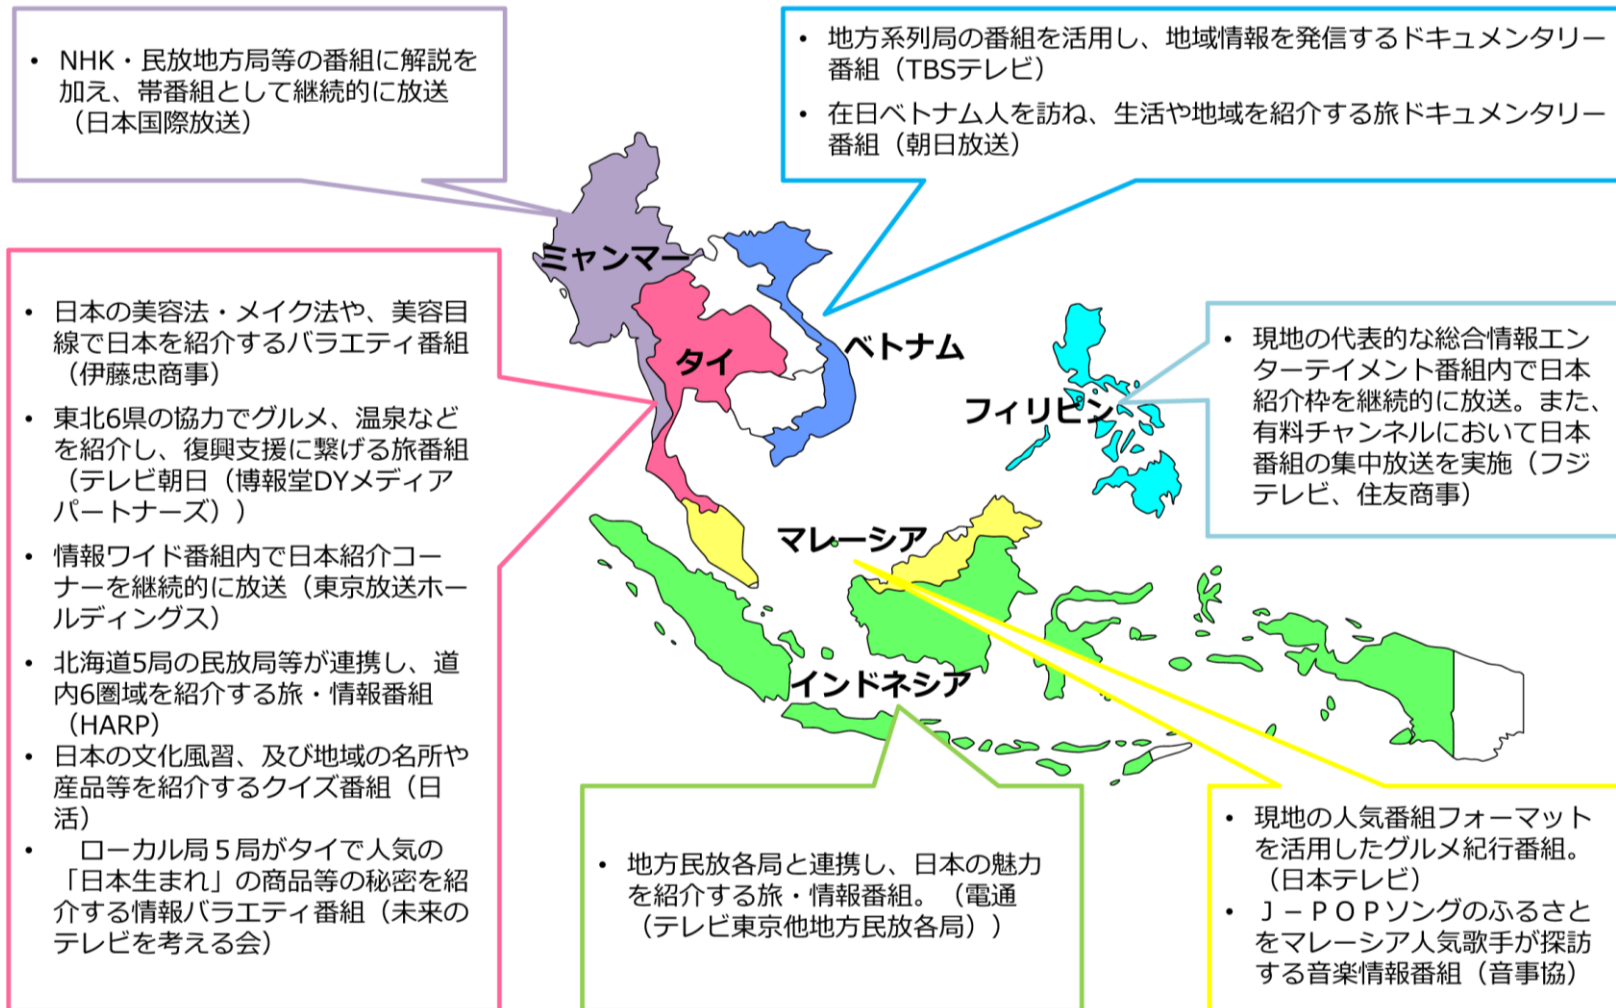 • NHK・民放地方局等の番組に解説を
加え、帯番組として継続的に放送
（日本国際放送）
• 地方系列局の番組を活用し、地域情報を発信するドキュメンタリー
番組（TBSテレビ）
• 在日ベトナム人を訪ね、生活や地域を紹介する旅ドキュメンタリー
番組（朝日放送）
ミャンマー
タイ
ベトナム
フィリピン
マレーシア
インドネシア
• 日本の美容法・メイク法や、美容目
線で日本を紹介するバラエティ番組
（伊藤忠商事）
• 東北6県の協力でグルメ、温泉など
を紹介し、復興支援に繋げる旅番組
（テレビ朝日（博報堂DYメディア
パートナーズ））
• 情報ワイド番組内で日本紹介コー
ナーを継続的に放送（東京放送ホー
ルディングス）
• 北海道5局の民放局等が連携し、道
内6圏域を紹介する旅・情報番組
（HARP）
• 日本の文化風習、及び地域の名所や
産品等を紹介するクイズ番組（日
活）
• ローカル局５局がタイで人気の
「日本生まれ」の商品等の秘密を紹
介する情報バラエティ番組（未来の
テレビを考える会）
• 現地の代表的な総合情報エン
ターテイメント番組内で日本
紹介枠を継続的に放送。また、
有料チャンネルにおいて日本
番組の集中放送を実施（フジ
テレビ、住友商事）
• 地方民放各局と連携し、日本の魅力
を紹介する旅・情報番組。（電通
（テレビ東京他地方民放各局））
• 現地の人気番組フォーマット
を活用したグルメ紀行番組。
（日本テレビ）
• Ｊ－ＰＯＰソングのふるさと
をマレーシア人気歌手が探訪
する音楽情報番組（音事協）